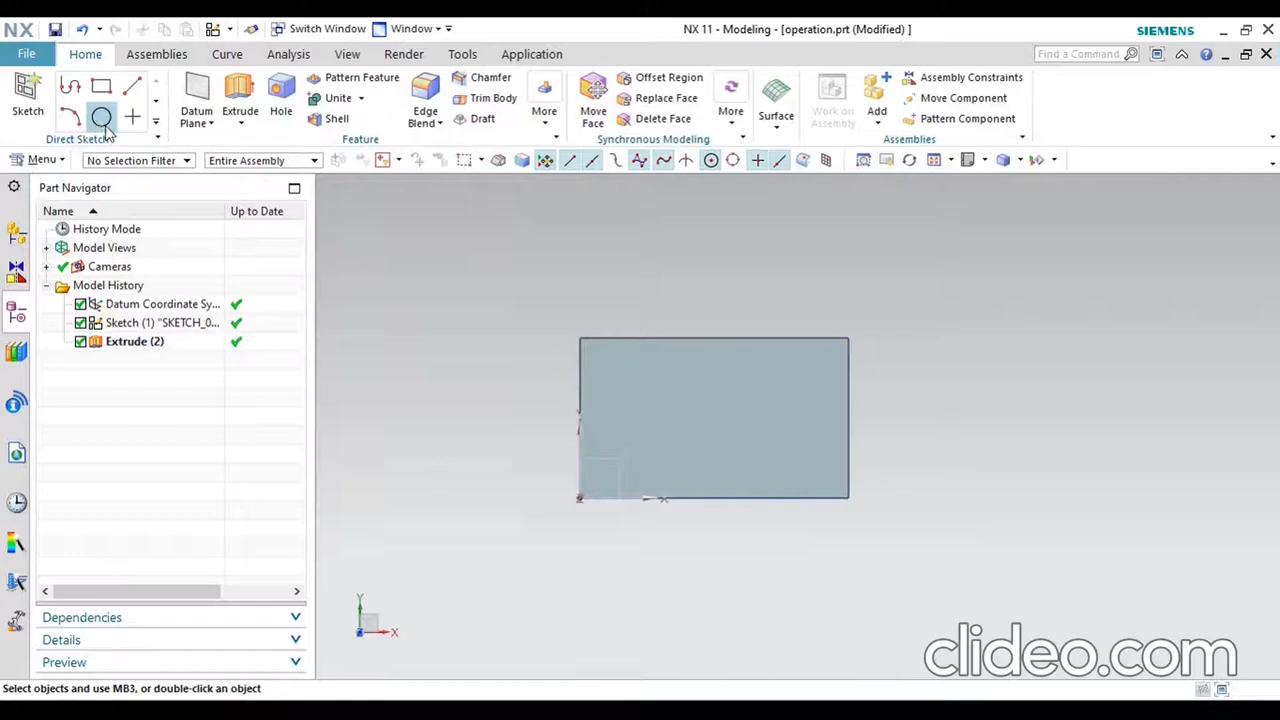 NX
Switch Window
Window
NX 11 - Modeling - [operation.prt (Modified) ]
SIEMENS
File
Home
Assemblies
Curve
Analysis
View
Render
Tools
Application
Find a Command
Sketch
Direct Sketch
Datum
Plane
Extrude
Hole
Pattern Feature
Unite
Shell
Edge
Blend
Chamfer
Trim Body
Draft
More
Feature
Move
Face
Offset Region
Replace Face
Delete Face
More
Synchronous Modeling
Surface
Work on
Assembly
Add
Assembly Constraints
Move Component
Pattern Component
Assemblies
Menu
No Selection Filter
Entire Assembly
Part Navigator
Name
Up to Date
History Mode
Model Views
Cameras
Model History
Datum Coordinate Sy...
Sketch (1) "SKETCH_0...
Extrude (2)
Dependencies
Details
Preview
Y
X
Y
X
Z
clideo.com
Select objects and use MB3, or double-click an object